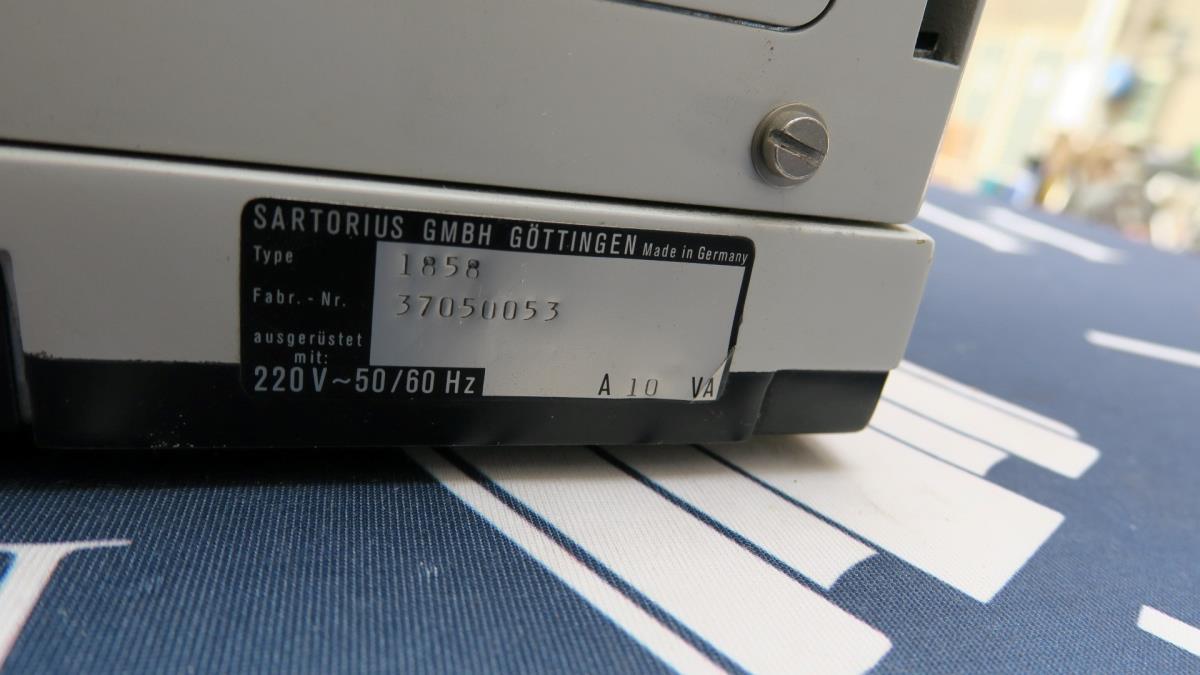 SARTORIUS GMBH GÖTTINGEN Made in Germany
Type 1858
Fabr.-Nr. 37050053
ausgerüstet
mit:
220 V ~ 50/60 Hz A 10 VA